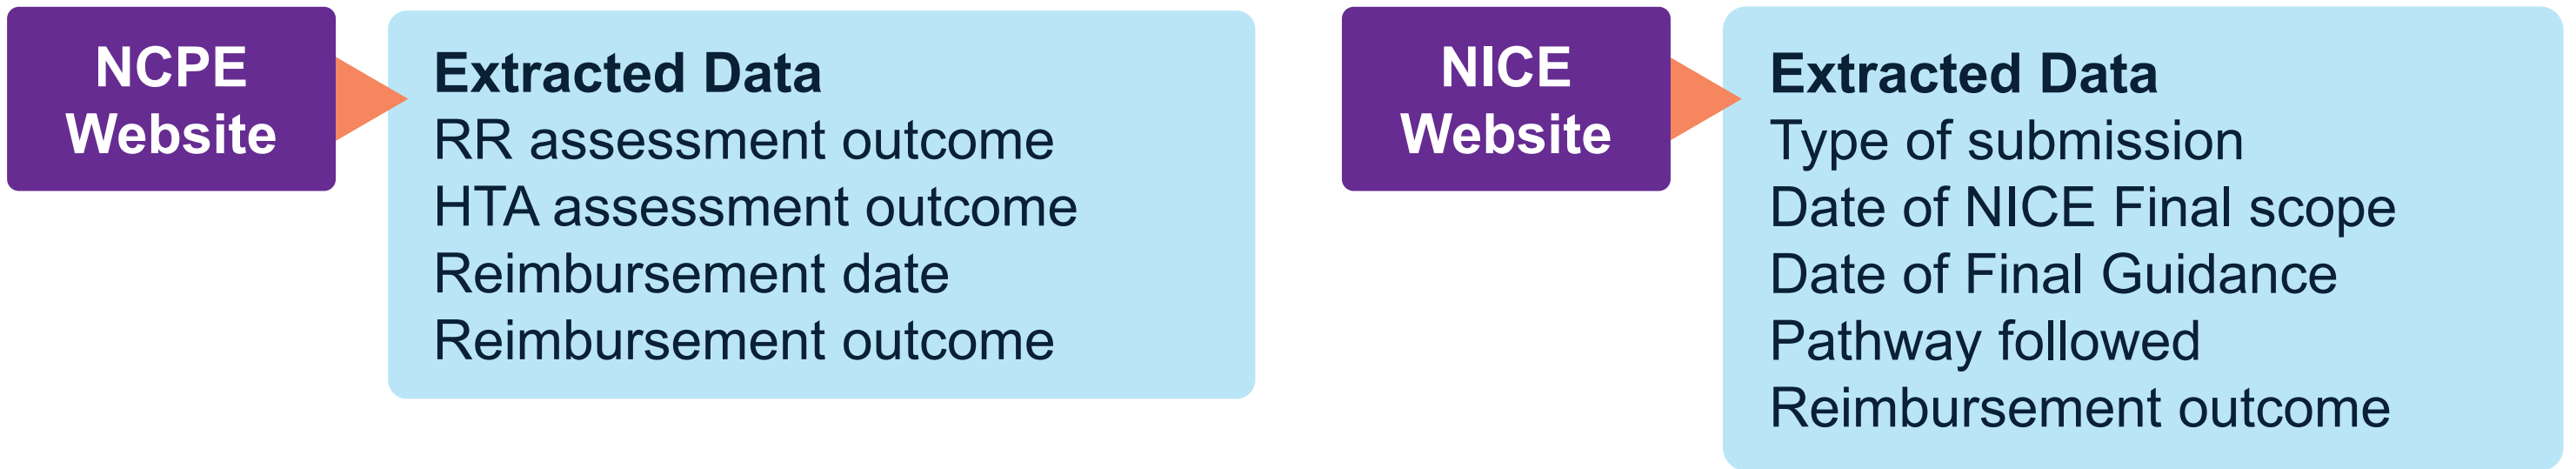 NCPE
Website
Extracted Data
RR assessment outcome
HTA assessment outcome
Reimbursement date
Reimbursement outcome
NICE
Website
Extracted Data
Type of submission
Date of NICE Final scope
Date of Final Guidance
Pathway followed
Reimbursement outcome